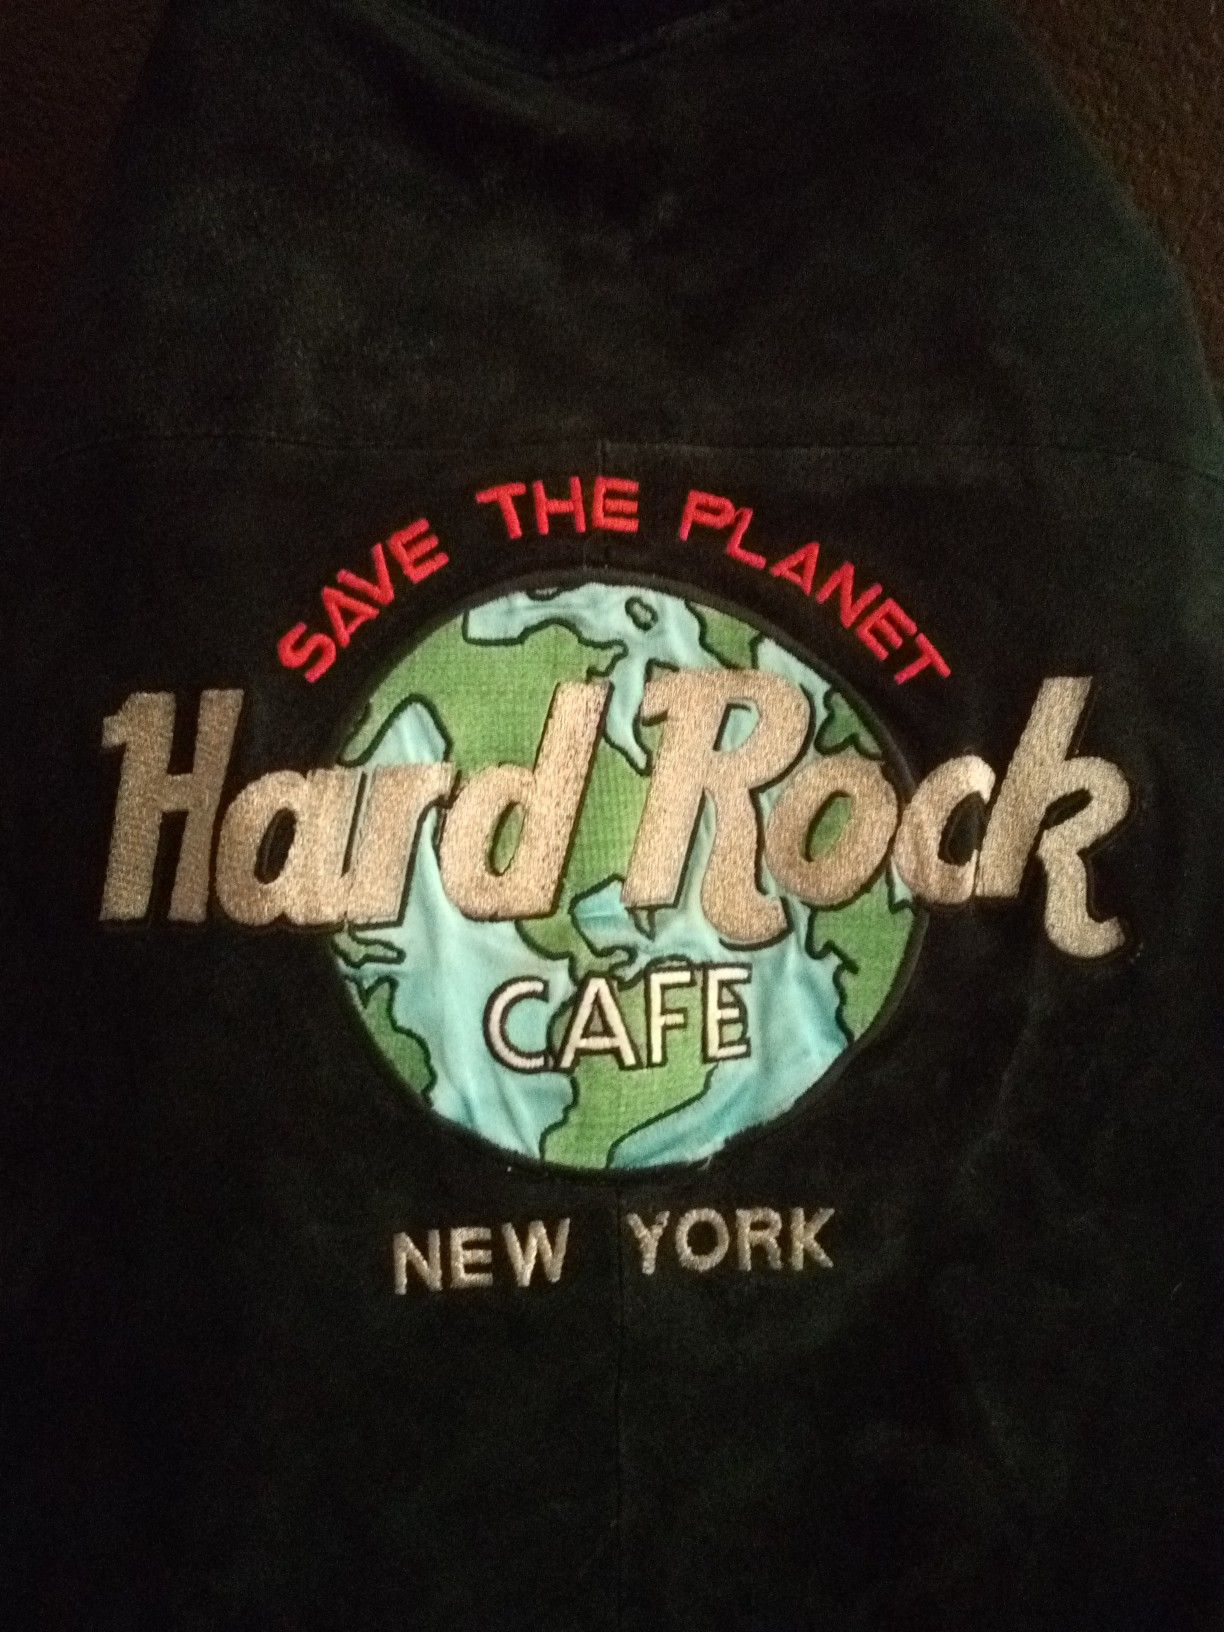 SAVE THE PLANET
Hard Rock
CAFE
NEW YORK